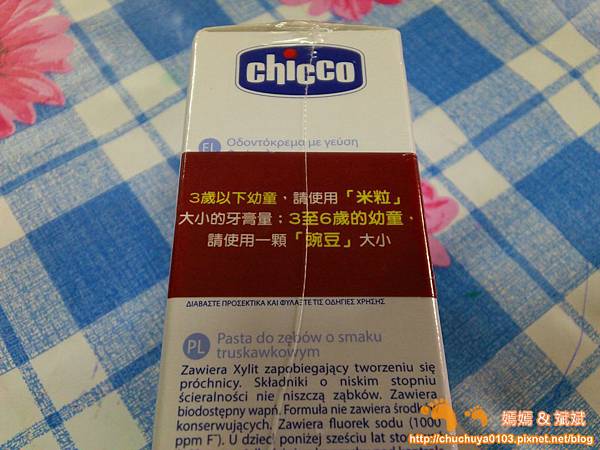 chicco
EL Οδοντόκρεμα με γεύση
3歲以下幼童，請使用「米粒」
大小的牙膏量；3至6歲的幼童，
請使用一顆「豌豆」大小
ΔΙΑΒΑΣΤΕ ΠΡΟΣΕΚΤΙΚΑ ΚΑΙ ΦΥΛΑΞΤΕ ΤΙΣ ΟΔΗΓΙΕΣ ΧΡΗΣΗΣ
PL Pasta do zębów o smaku
truskawkowym
Zawiera Xylit zapobiegający tworzeniu się
próchnicy. Składniki o niskim stopniu
ścieralności nie niszczą ząbków. Zawiera
biodostępny wapń. Formuła nie zawiera środków
konserwujących. Zawiera fluorek sodu (1000
ppm F⁻). U dzieci poniżej sześciu lat
嫣嫣 & 斌斌
http://chuchuya0103.pixnet.net/blog